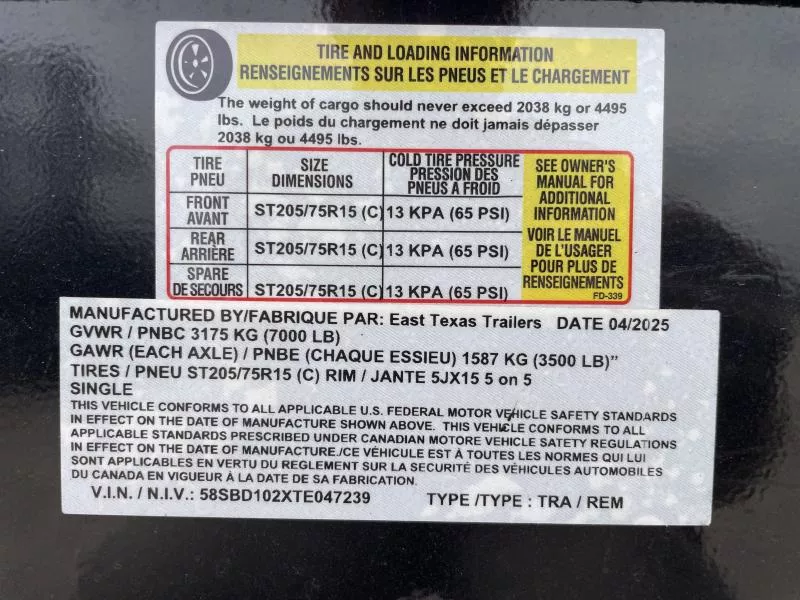 TIRE AND LOADING INFORMATION
RENSEIGNEMENTS SUR LES PNEUS ET LE CHARGEMENT
The weight of cargo should never exceed 2038 kg or 4495
lbs. Le poids du chargement ne doit jamais dépasser
2038 kg ou 4495 lbs.
TIRE PNEU SIZE DIMENSIONS COLD TIRE PRESSURE PRESSION DES PNEUS A FROID
FRONT AVANT ST205/75R15 (C) 13 KPA (65 PSI)
REAR ARRIÈRE ST205/75R15 (C) 13 KPA (65 PSI)
SPARE DE SECOURS ST205/75R15 (C) 13 KPA (65 PSI)
SEE OWNER'S
MANUAL FOR
ADDITIONAL
INFORMATION
VOIR LE MANUEL
DE L'USAGER
POUR PLUS DE
RENSEIGNEMENTS
FD-339
MANUFACTURED BY/FABRIQUE PAR: East Texas Trailers DATE 04/2025
GVWR / PNBC 3175 KG (7000 LB)
GAWR (EACH AXLE) / PNBE (CHAQUE ESSIEU) 1587 KG (3500 LB)"
TIRES / PNEU ST205/75R15 (C) RIM / JANTE 5JX15 5 on 5
SINGLE
THIS VEHICLE CONFORMS TO ALL APPLICABLE U.S. FEDERAL MOTOR VEHICLE SAFETY STANDARDS
IN EFFECT ON THE DATE OF MANUFACTURE SHOWN ABOVE. THIS VEHICLE CONFORMS TO ALL
APPLICABLE STANDARDS PRESCRIBED UNDER CANADIAN MOTORE VEHICLE SATETY REGULATIONS
IN EFFECT ON THE DATE OF MANUFACTURE./CE VÉHICULE EST À TOUTES LES NORMES QUI LUI
SONT APPLICABLES EN VERTU DU REGLEMENT SUR LA SECURITÉ DES VÉHICULES AUTOMOBILES
DU CANADA EN VIGUEUR À LA DATE DE SA FABRICATION.
V.I.N. / N.I.V.: 58SBD102XTE047239 TYPE /TYPE : TRA / REM